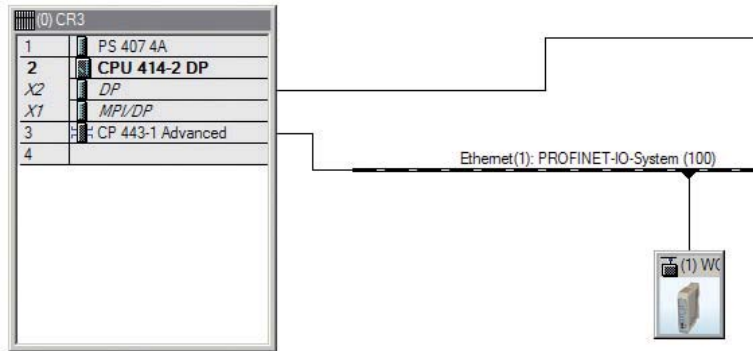 (0) CR3
1 PS 407 4A
2 CPU 414-2 DP
X2 DP
X1 MPI/DP
3 CP 443-1 Advanced
4
Ethernet(1): PROFINET-IO-System (100)
(1) WC